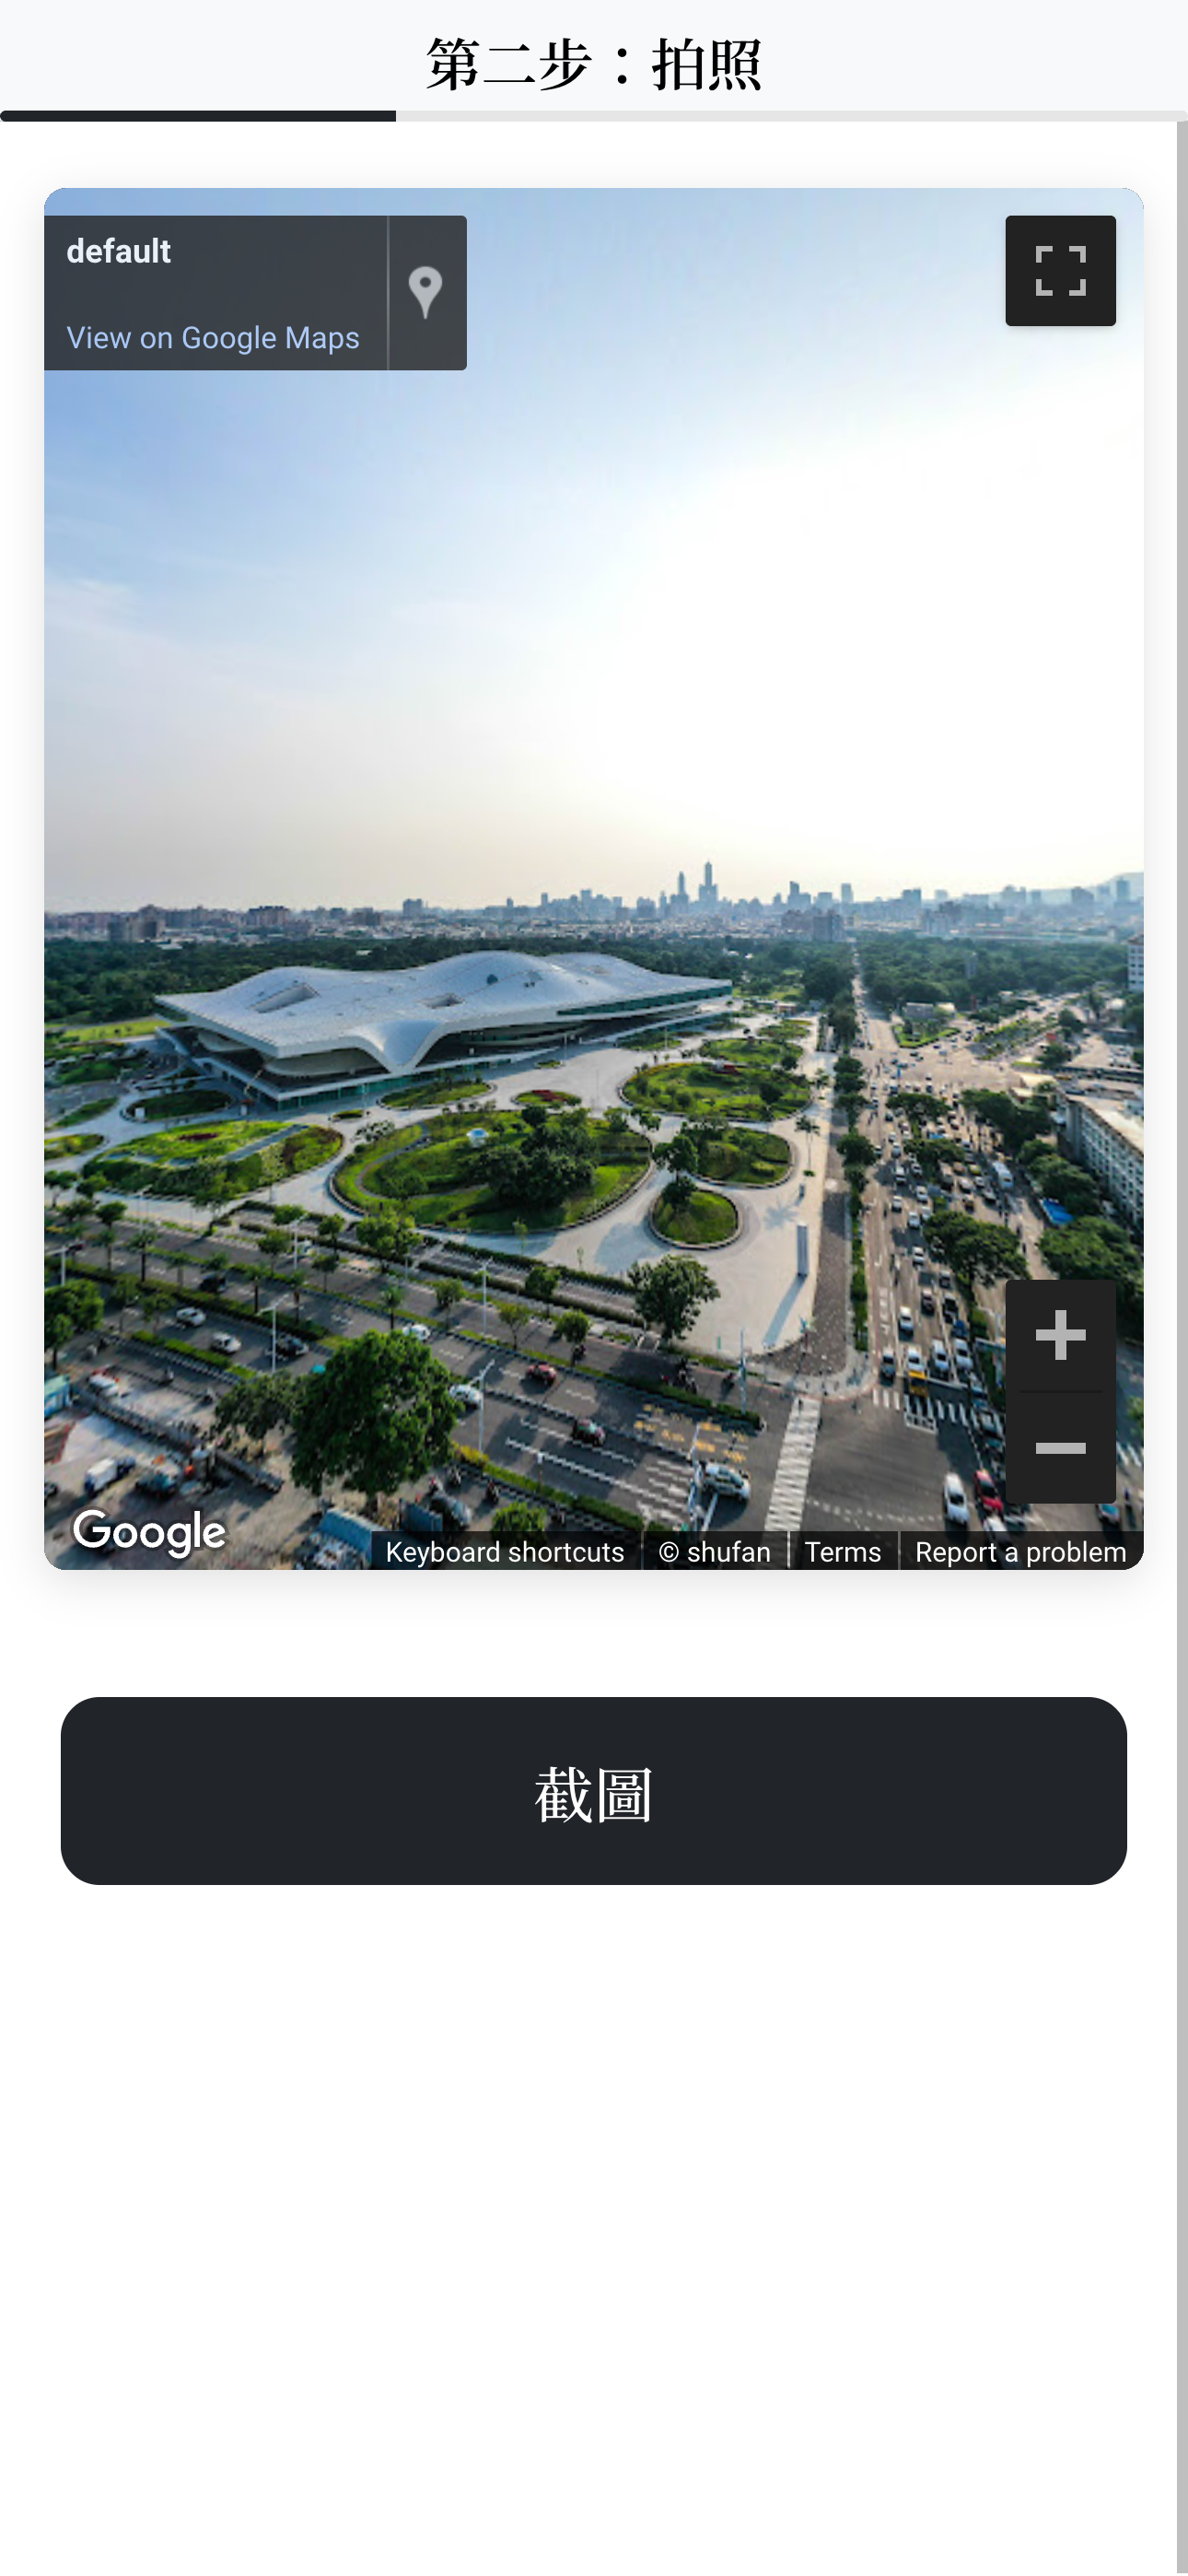 第二步：拍照
default
View on Google Maps
Google
Keyboard shortcuts
© shufan
Terms
Report a problem
截圖